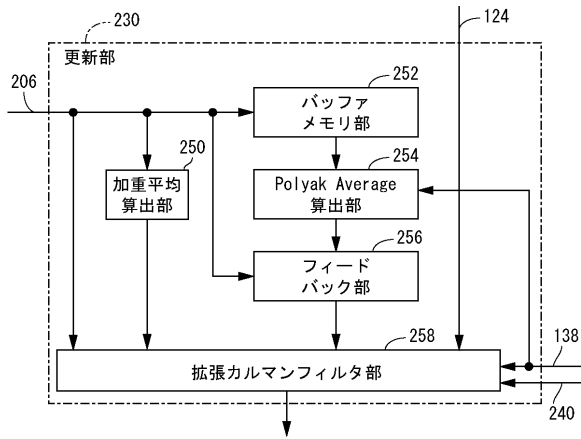 230
124
更新部
206
252
バッファ
メモリ部
250
加重平均
算出部
254
Polyak Average
算出部
256
フィード
バック部
258
拡張カルマンフィルタ部
138
240